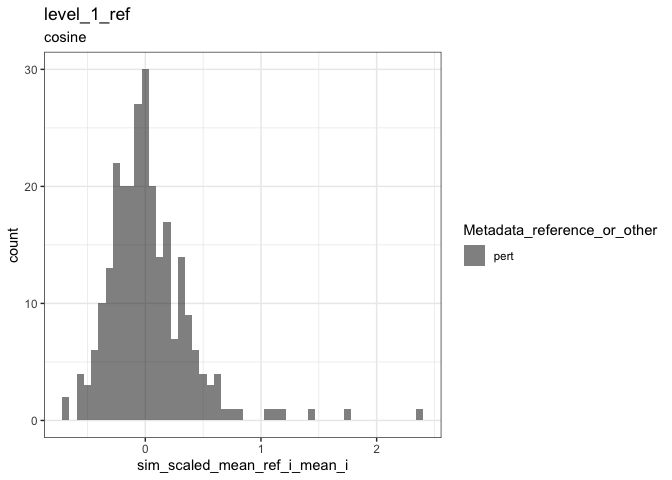 level_1_ref
cosine
30
20
10
0
count
0 1 2
sim_scaled_mean_ref_i_mean_i
Metadata_reference_or_other
pert